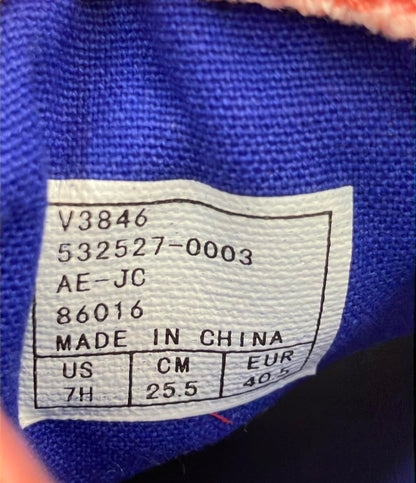 V3846
532527-0003
AE-JC
86016
MADE IN CHINA
US CM EUR
7H 25.5 40.5